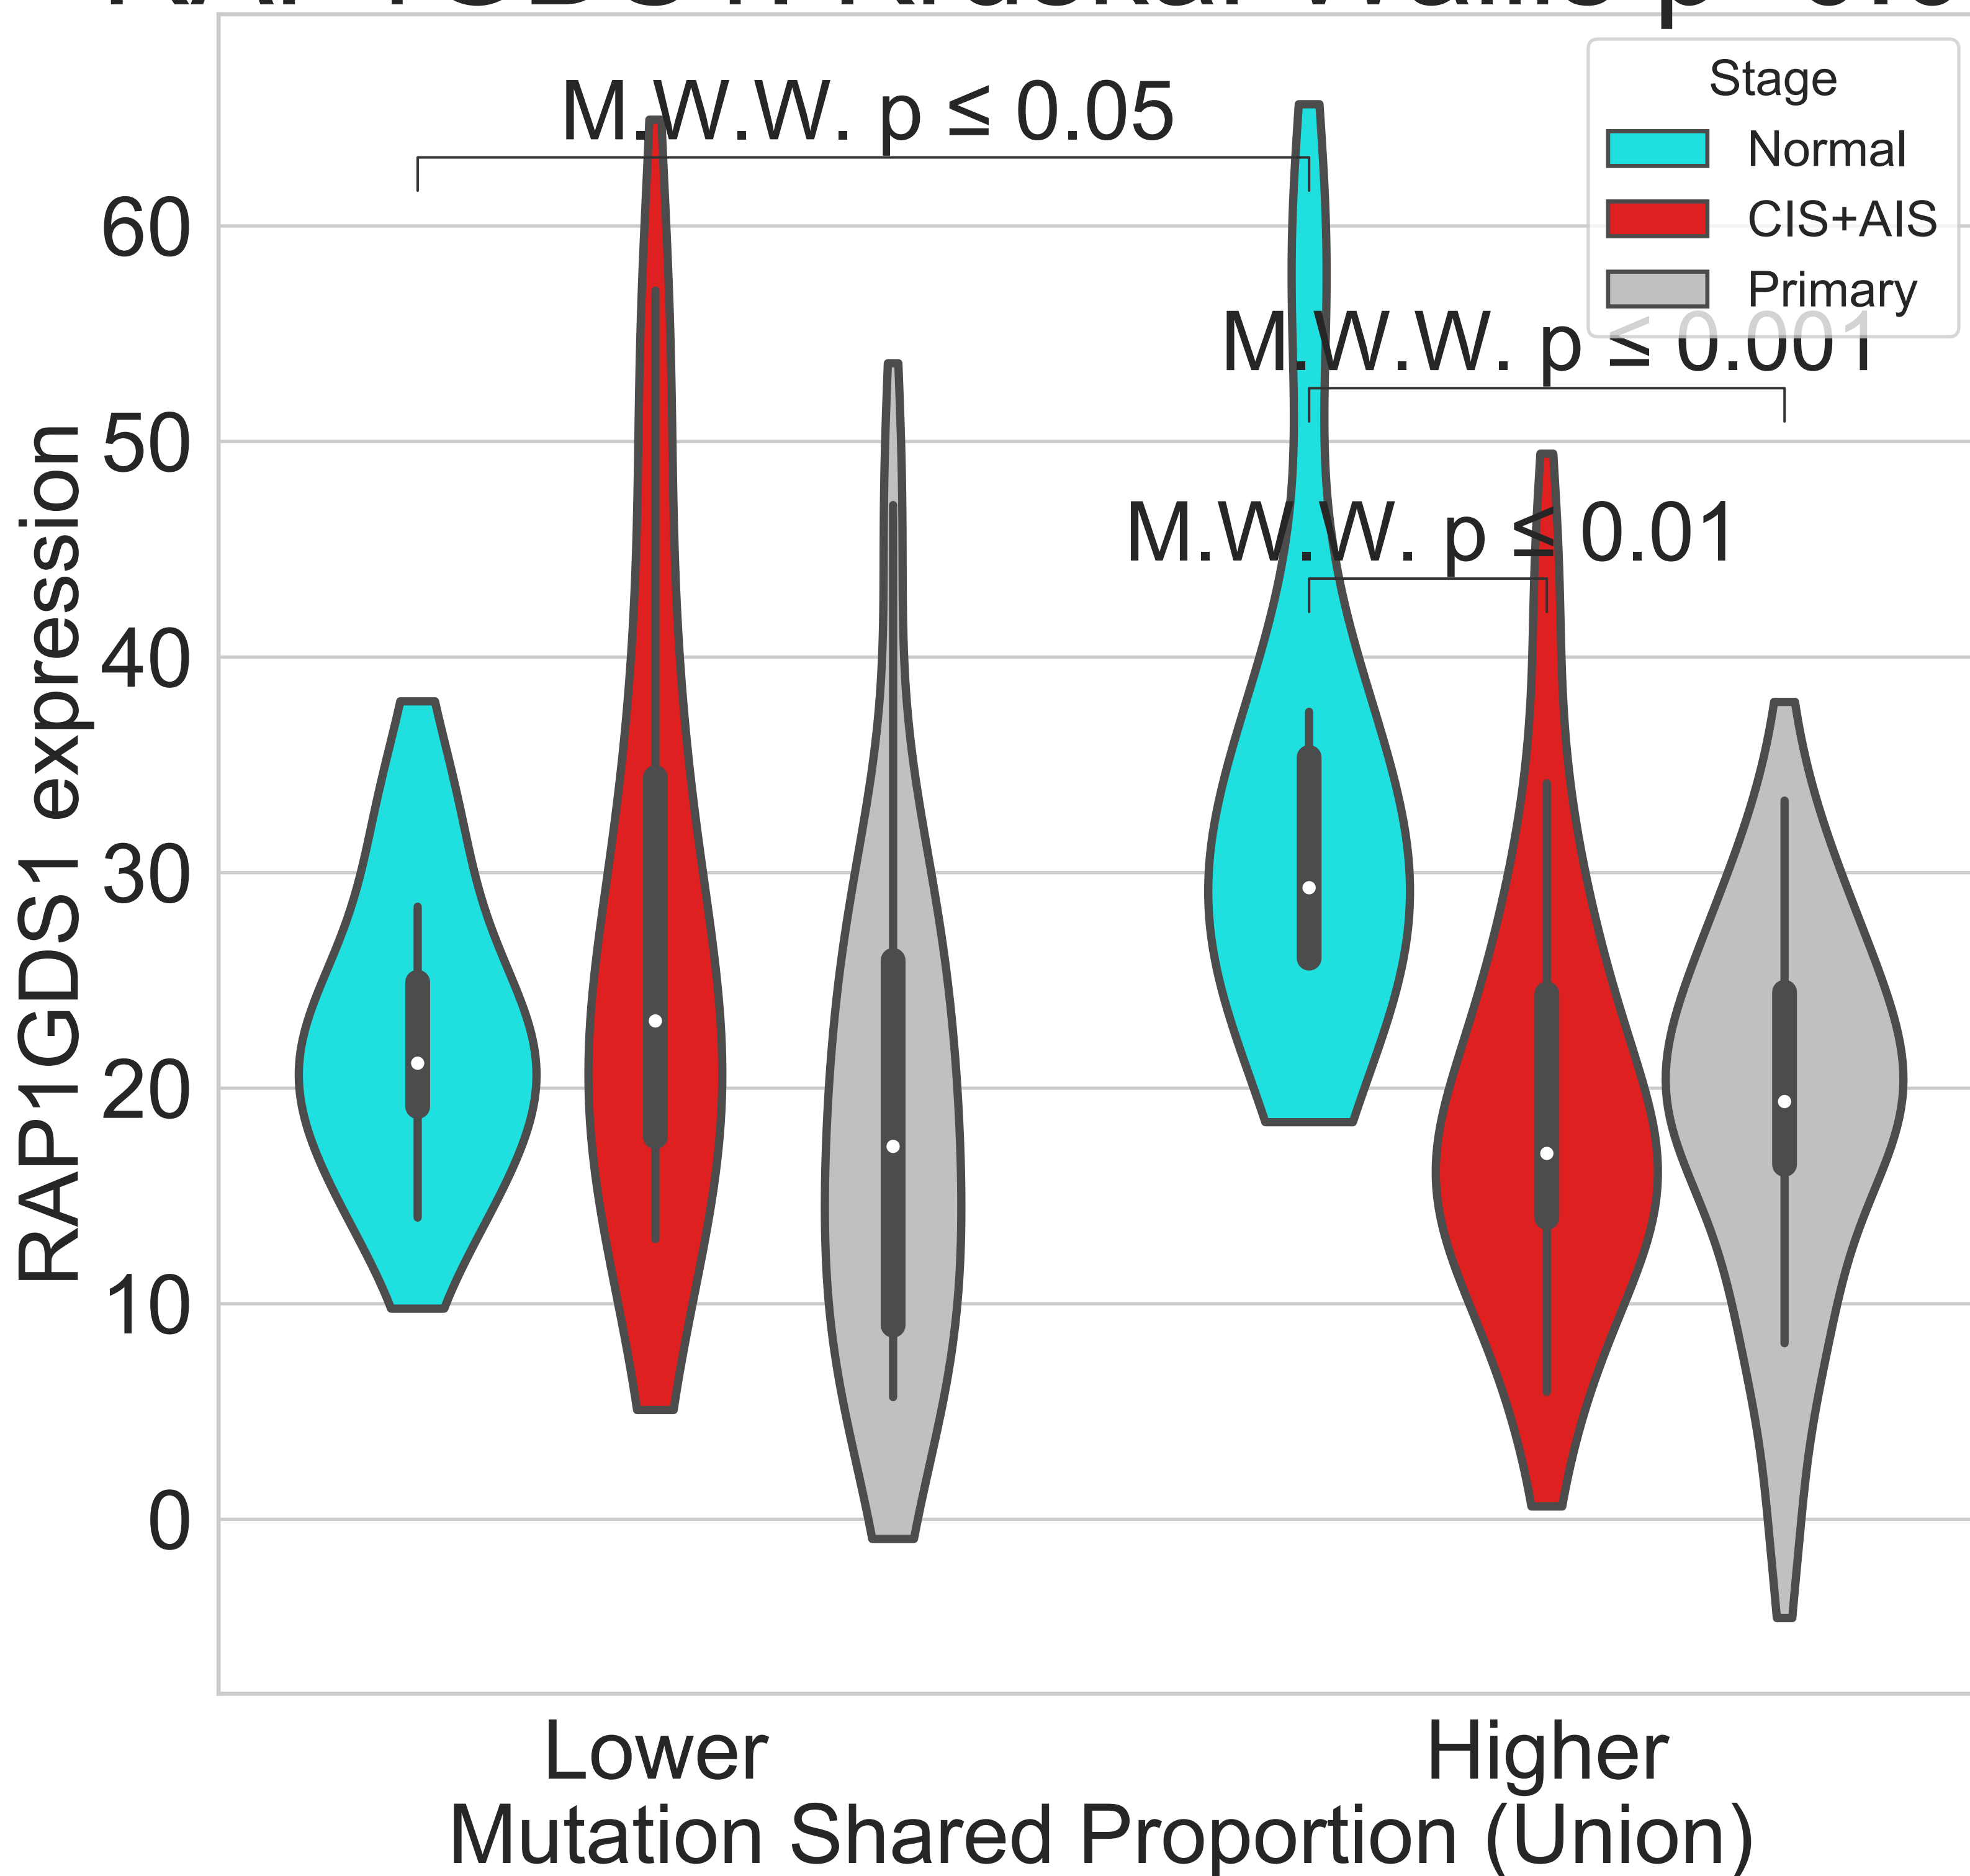 M.W.W. p ≤ 0.05
Stage
Normal
CIS+AIS
Primary
M.W.W. p ≤ 0.001
M.W.W. p ≤ 0.01
60
50
40
30
20
10
0
RAP1GDS1 expression
Lower
Higher
Mutation Shared Proportion (Union)